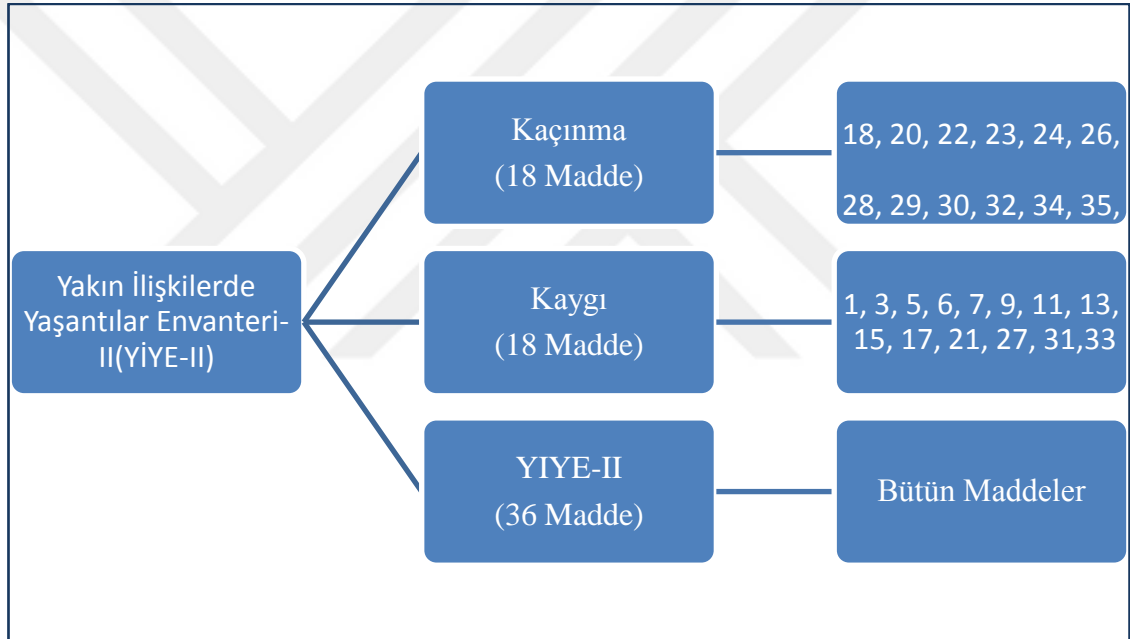 Yakın İlişkilerde
Yaşantılar Envanteri-
II(YİYE-II)
Kaçınma
(18 Madde)
18, 20, 22, 23, 24, 26,
28, 29, 30, 32, 34, 35,
Kaygı
(18 Madde)
1, 3, 5, 6, 7, 9, 11, 13,
15, 17, 21, 27, 31,33
YIYE-II
(36 Madde)
Bütün Maddeler